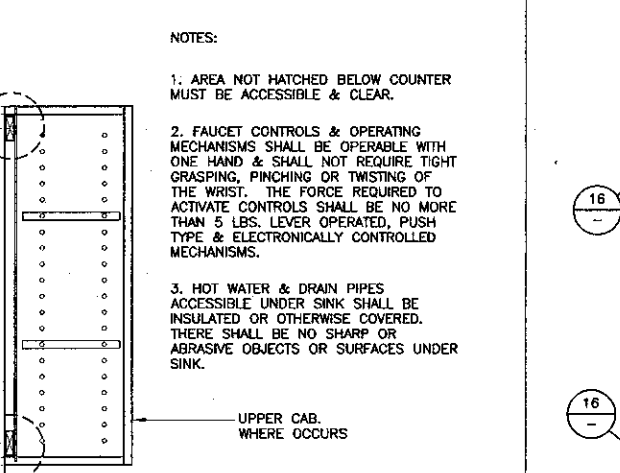 NOTES:
1. AREA NOT HATCHED BELOW COUNTER
MUST BE ACCESSIBLE & CLEAR.
2. FAUCET CONTROLS & OPERATING
MECHANISMS SHALL BE OPERABLE WITH
ONE HAND & SHALL NOT REQUIRE TIGHT
GRASPING, PINCHING OR TWISTING OF
THE WRIST. THE FORCE REQUIRED TO
ACTIVATE CONTROLS SHALL BE NO MORE
THAN 5 LBS. LEVER OPERATED, PUSH
TYPE & ELECTRONICALLY CONTROLLED
MECHANISMS.
3. HOT WATER & DRAIN PIPES
ACCESSIBLE UNDER SINK SHALL BE
INSULATED OR OTHERWISE COVERED.
THERE SHALL BE NO SHARP OR
ABRASIVE OBJECTS OR SURFACES UNDER
SINK.
UPPER CAB.
WHERE OCCURS
16
-
16
-